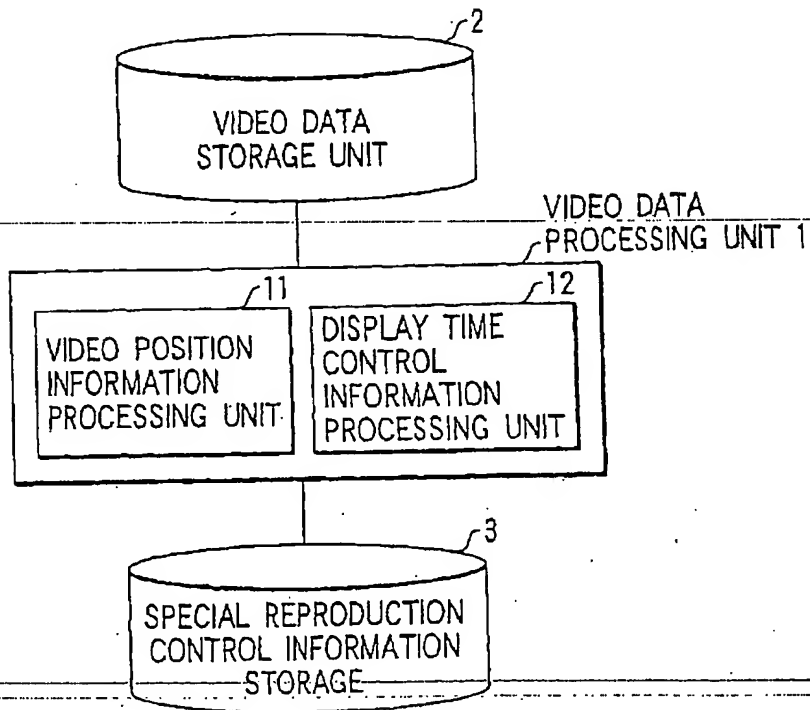 2
VIDEO DATA
STORAGE UNIT
VIDEO DATA
PROCESSING UNIT 1
11
12
VIDEO POSITION
INFORMATION
PROCESSING UNIT
DISPLAY TIME
CONTROL
INFORMATION
PROCESSING UNIT
3
SPECIAL REPRODUCTION
CONTROL INFORMATION
STORAGE